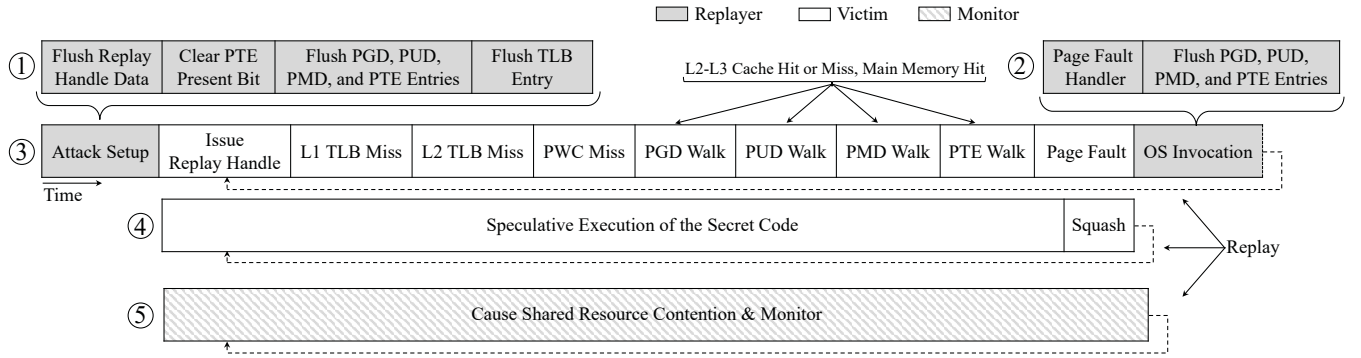 Replayer Victim Monitor
① Flush Replay Handle Data
Clear PTE Present Bit
Flush PGD, PUD, PMD, and PTE Entries
Flush TLB Entry
L2-L3 Cache Hit or Miss, Main Memory Hit
② Page Fault Handler
Flush PGD, PUD, PMD, and PTE Entries
③ Attack Setup
Issue Replay Handle
L1 TLB Miss
L2 TLB Miss
PWC Miss
PGD Walk
PUD Walk
PMD Walk
PTE Walk
Page Fault
OS Invocation
Time
④ Speculative Execution of the Secret Code
Squash
Replay
⑤ Cause Shared Resource Contention & Monitor